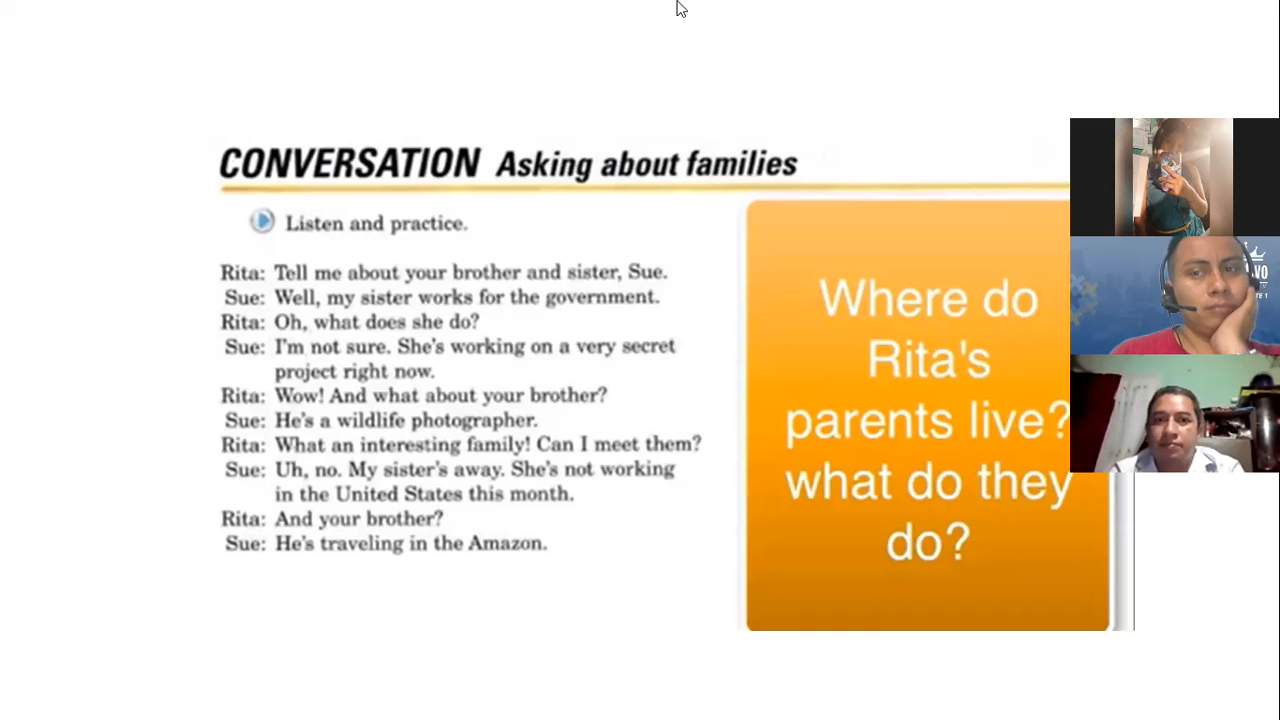 CONVERSATION Asking about families
Listen and practice.
Rita: Tell me about your brother and sister, Sue.
Sue: Well, my sister works for the government.
Rita: Oh, what does she do?
Sue: I'm not sure. She's working on a very secret
project right now.
Rita: Wow! And what about your brother?
Sue: He's a wildlife photographer.
Rita: What an interesting family! Can I meet them?
Sue: Uh, no. My sister's away. She's not working
in the United States this month.
Rita: And your brother?
Sue: He's traveling in the Amazon.
Where do
Rita's
parents live?
what do they
do?